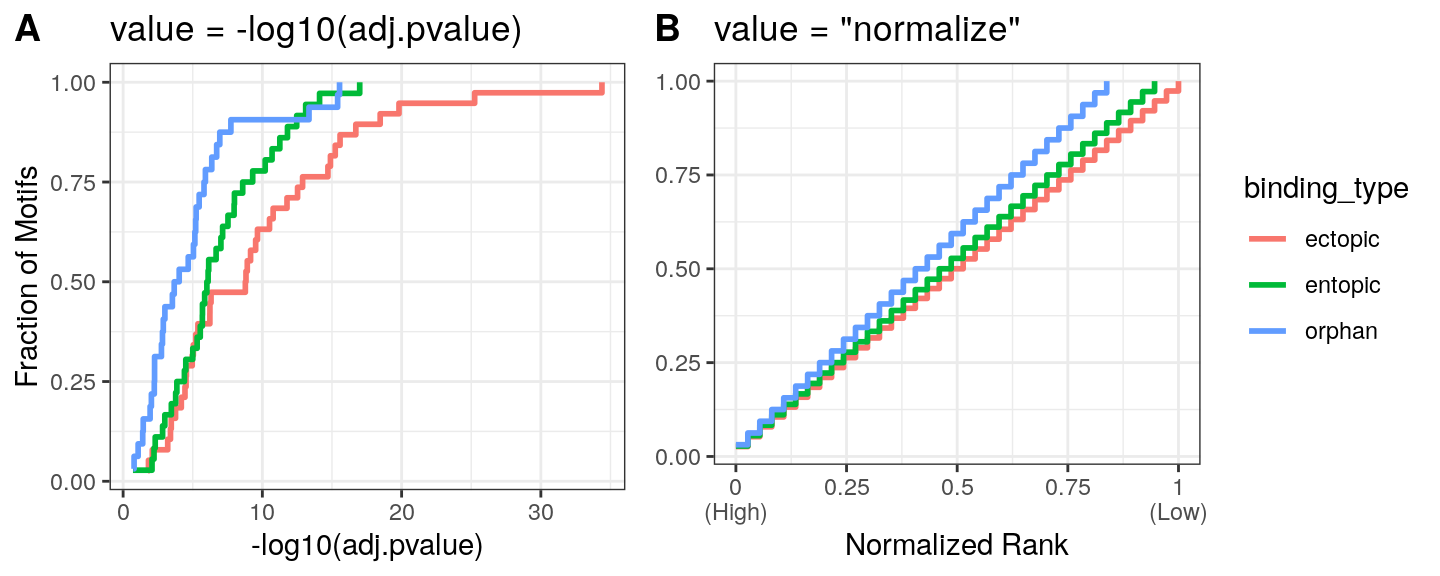 A
value = -log10(adj.pvalue)
Fraction of Motifs
1.00
0.75
0.50
0.25
0.00
0
10
20
30
-log10(adj.pvalue)
B
value = "normalize"
1.00
0.75
0.50
0.25
0.00
0
(High)
0.25
0.5
0.75
1
(Low)
Normalized Rank
binding_type
ectopic
entopic
orphan